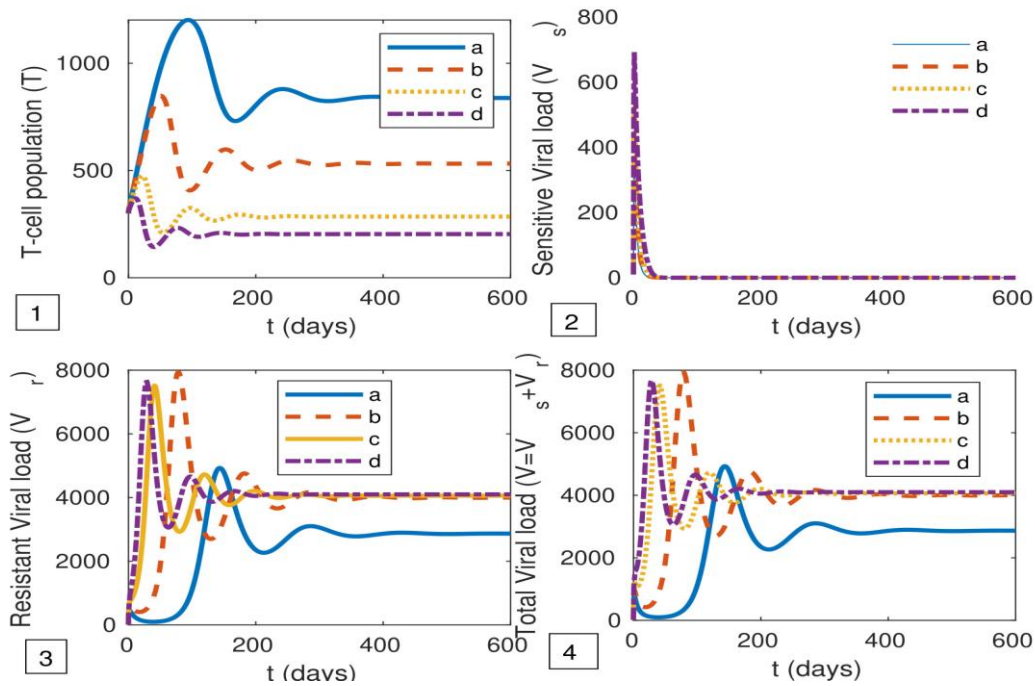 T-cell population (T)
1000
500
0
0
200
400
600
t (days)
a
b
c
d
1
Sensitive Viral load (V
s
)
800
600
400
200
0
0
200
400
600
t (days)
a
b
c
d
2
Resistant Viral load (V
r
)
8000
6000
4000
2000
0
0
200
400
600
t (days)
a
b
c
d
3
Total Viral load (V=V
s
+V
r
)
8000
6000
4000
2000
0
0
200
400
600
t (days)
a
b
c
d
4